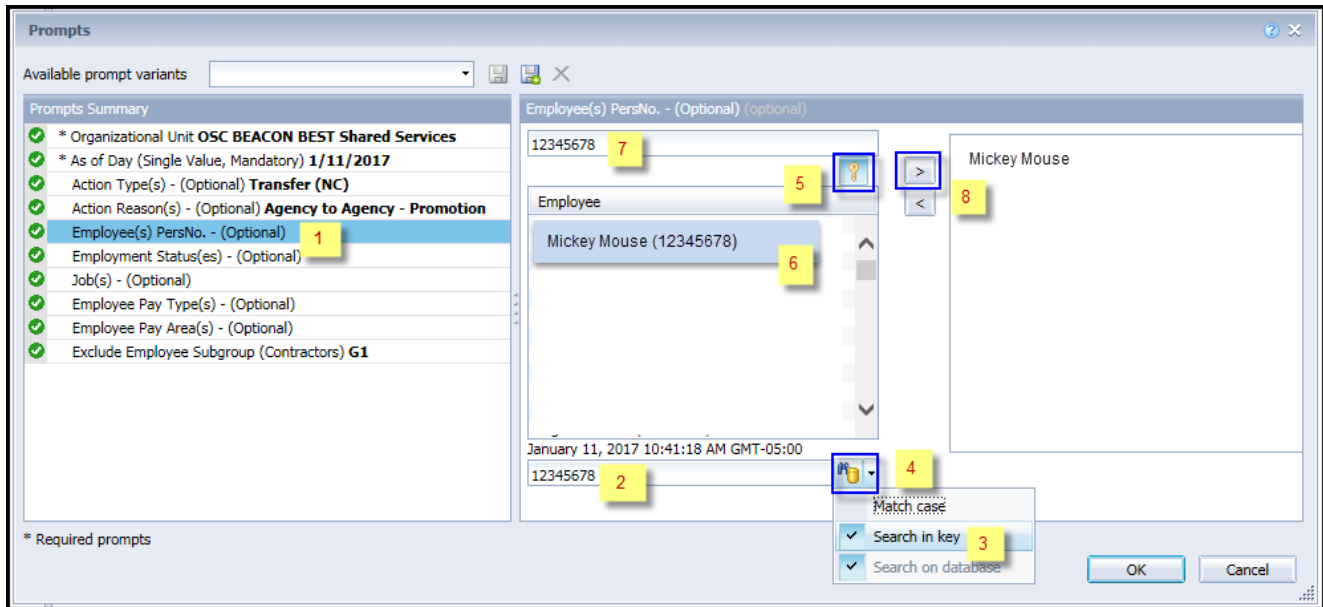 Prompts
Available prompt variants
Prompts Summary
* Organizational Unit OSC BEACON BEST Shared Services
* As of Day (Single Value, Mandatory) 1/11/2017
Action Type(s) - (Optional) Transfer (NC)
Action Reason(s) - (Optional) Agency to Agency - Promotion
Employee(s) PersNo. - (Optional)
1
Employment Status(es) - (Optional)
Job(s) - (Optional)
Employee Pay Type(s) - (Optional)
Employee Pay Area(s) - (Optional)
Exclude Employee Subgroup (Contractors) G1
* Required prompts
Employee(s) PersNo. - (Optional) (optional)
12345678
7
5
Employee
Mickey Mouse (12345678)
6
January 11, 2017 10:41:18 AM GMT-05:00
12345678
2
4
Match case
Search in key
3
Search on database
>
<
8
Mickey Mouse
OK
Cancel